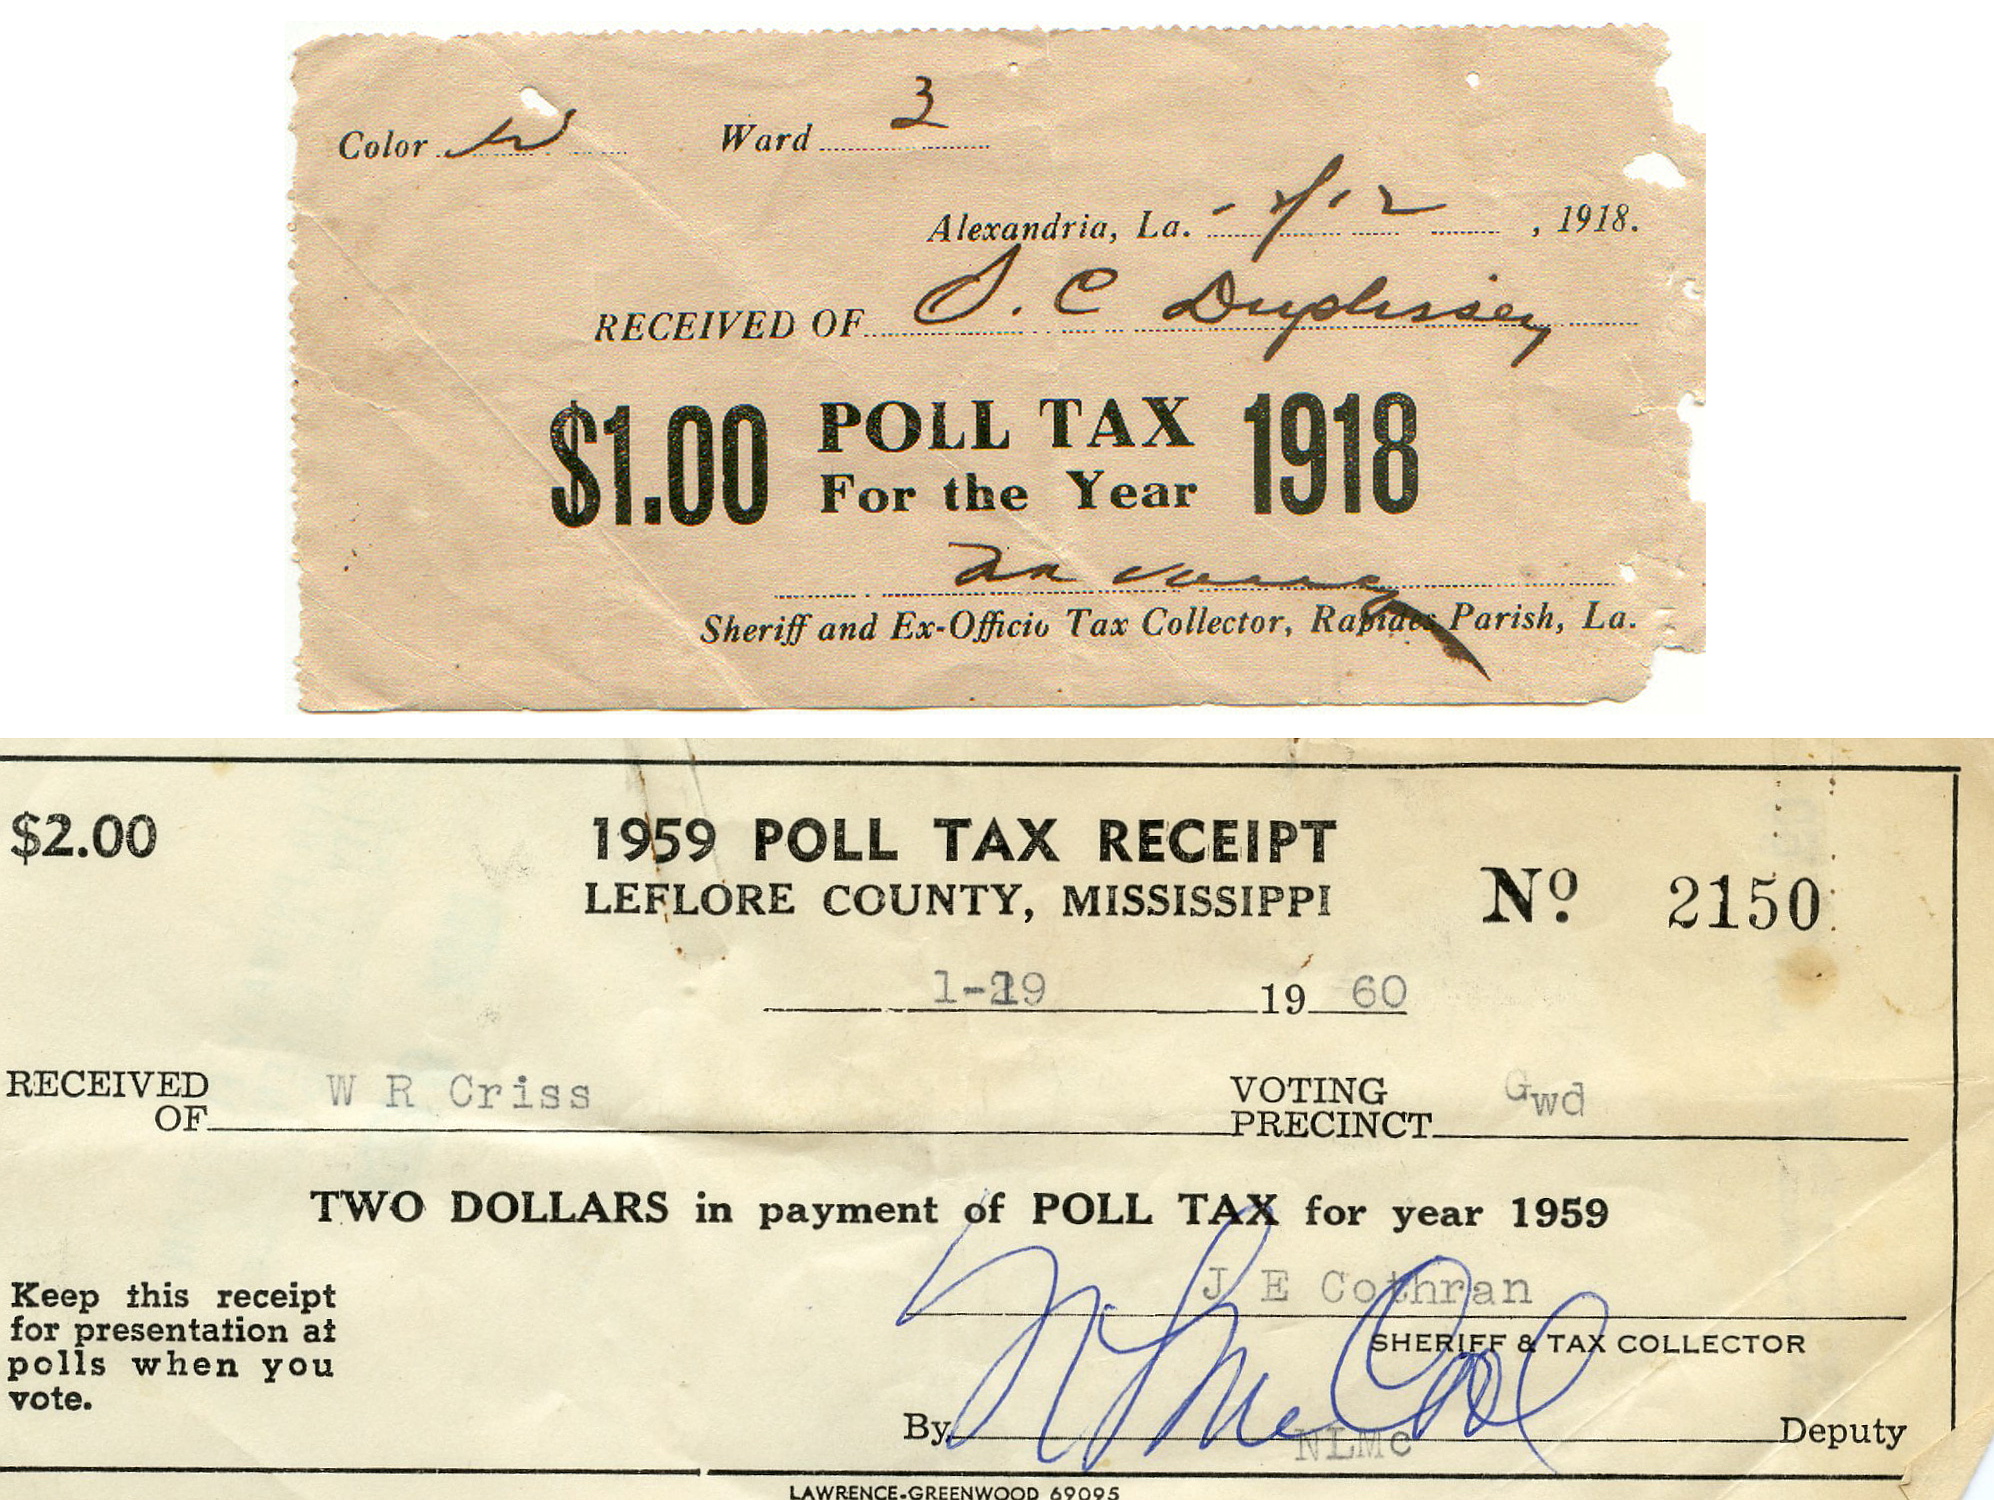 Color W Ward 3
Alexandria, La. , 1918.
RECEIVED OF C
$1.00 POLL TAX For the Year 1918
Sheriff and Ex-Officio Tax Collector, Rapides Parish, La.
$2.00
1959 POLL TAX RECEIPT
LEFLORE COUNTY, MISSISSIPPI
Nº 2150
19 60
RECEIVED OF W R Criss
VOTING PRECINCT Gwd
TWO DOLLARS in payment of POLL TAX for year 1959
Keep this receipt
for presentation at
polls when you
vote.
J E Cothran
SHERIFF & TAX COLLECTOR
By Deputy
NLMc
LAWRENCE-GREENWOOD 69095